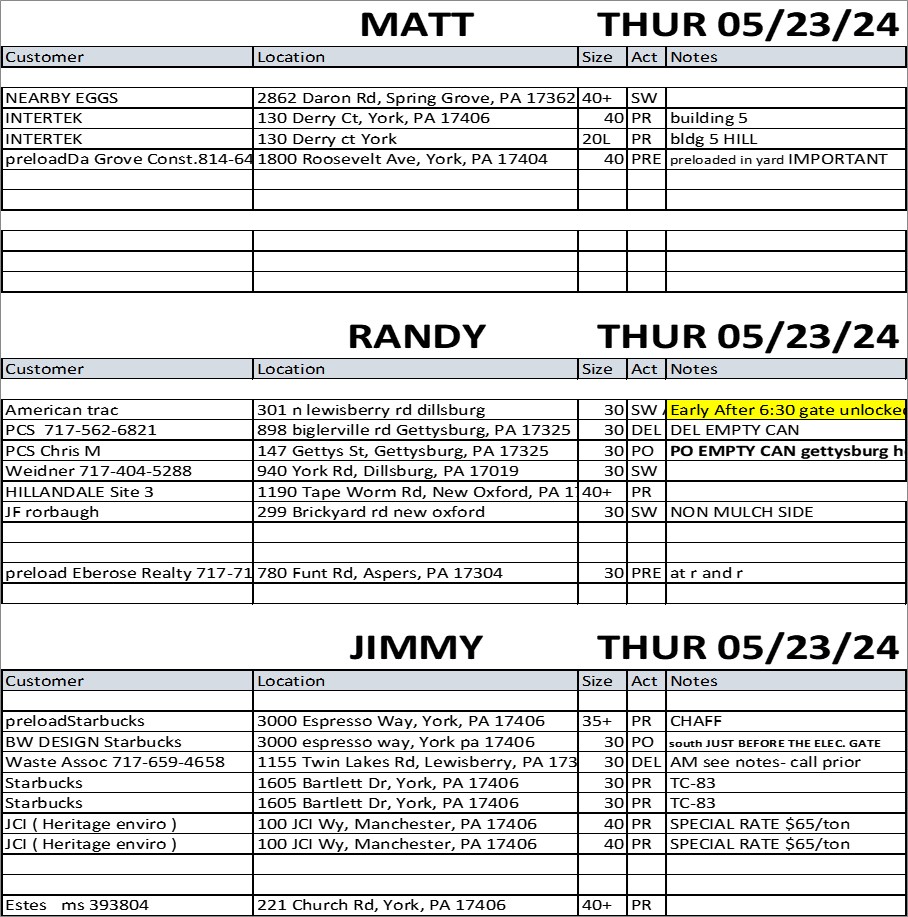 MATT THUR 05/23/24
Customer Location Size Act Notes
NEARBY EGGS 2862 Daron Rd, Spring Grove, PA 17362 40+ SW
INTERTEK 130 Derry Ct, York, PA 17406 40 PR building 5
INTERTEK 130 Derry ct York 20L PR bldg 5 HILL
preloadDa Grove Const.814-64 1800 Roosevelt Ave, York, PA 17404 40 PRE preloaded in yard IMPORTANT
RANDY THUR 05/23/24
Customer Location Size Act Notes
American trac 301 n lewisberry rd dillsburg 30 SW Early After 6:30 gate unlocked
PCS 717-562-6821 898 biglerville rd Gettysburg, PA 17325 30 DEL DEL EMPTY CAN
PCS Chris M 147 Gettys St, Gettysburg, PA 17325 30 PO PO EMPTY CAN gettysburg h
Weidner 717-404-5288 940 York Rd, Dillsburg, PA 17019 30 SW
HILLANDALE Site 3 1190 Tape Worm Rd, New Oxford, PA 1 40+ PR
JF rorbaugh 299 Brickyard rd new oxford 30 SW NON MULCH SIDE
preload Eberose Realty 717-71 780 Funt Rd, Aspers, PA 17304 30 PRE at r and r
JIMMY THUR 05/23/24
Customer Location Size Act Notes
preloadStarbucks 3000 Espresso Way, York, PA 17406 35+ PR CHAFF
BW DESIGN Starbucks 3000 espresso way, York pa 17406 30 PO south JUST BEFORE THE ELEC. GATE
Waste Assoc 717-659-4658 1155 Twin Lakes Rd, Lewisberry, PA 173 30 DEL AM see notes- call prior
Starbucks 1605 Bartlett Dr, York, PA 17406 30 PR TC-83
Starbucks 1605 Bartlett Dr, York, PA 17406 30 PR TC-83
JCI ( Heritage enviro ) 100 JCI Wy, Manchester, PA 17406 40 PR SPECIAL RATE $65/ton
JCI ( Heritage enviro ) 100 JCI Wy, Manchester, PA 17406 40 PR SPECIAL RATE $65/ton
Estes ms 393804 221 Church Rd, York, PA 17406 40+ PR